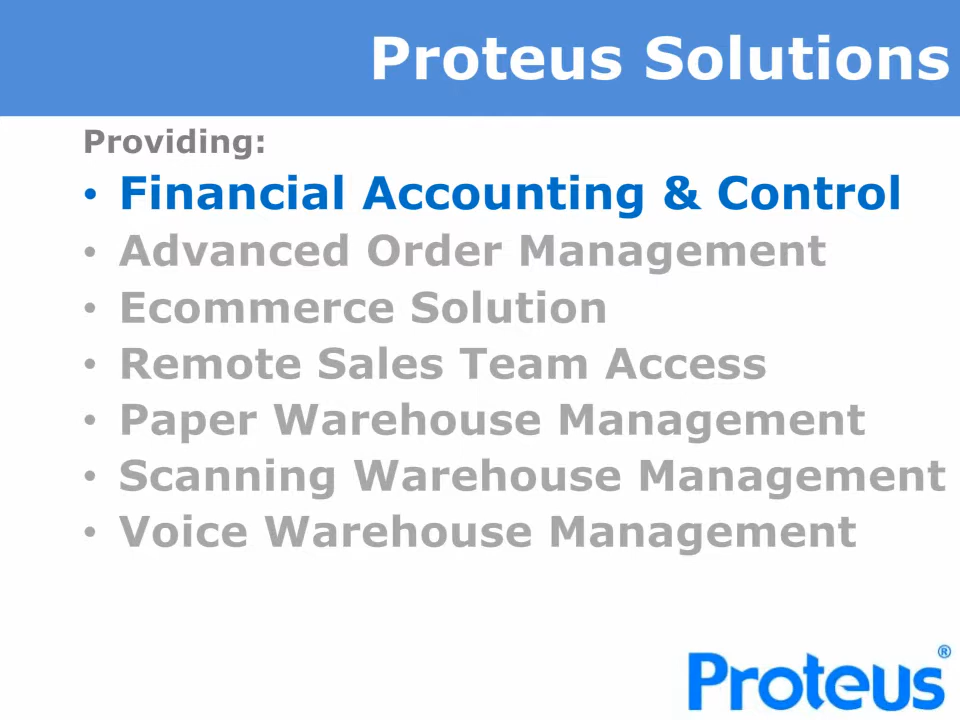 Proteus Solutions
Providing:
• Financial Accounting & Control
• Advanced Order Management
• Ecommerce Solution
• Remote Sales Team Access
• Paper Warehouse Management
• Scanning Warehouse Management
• Voice Warehouse Management
Proteus®